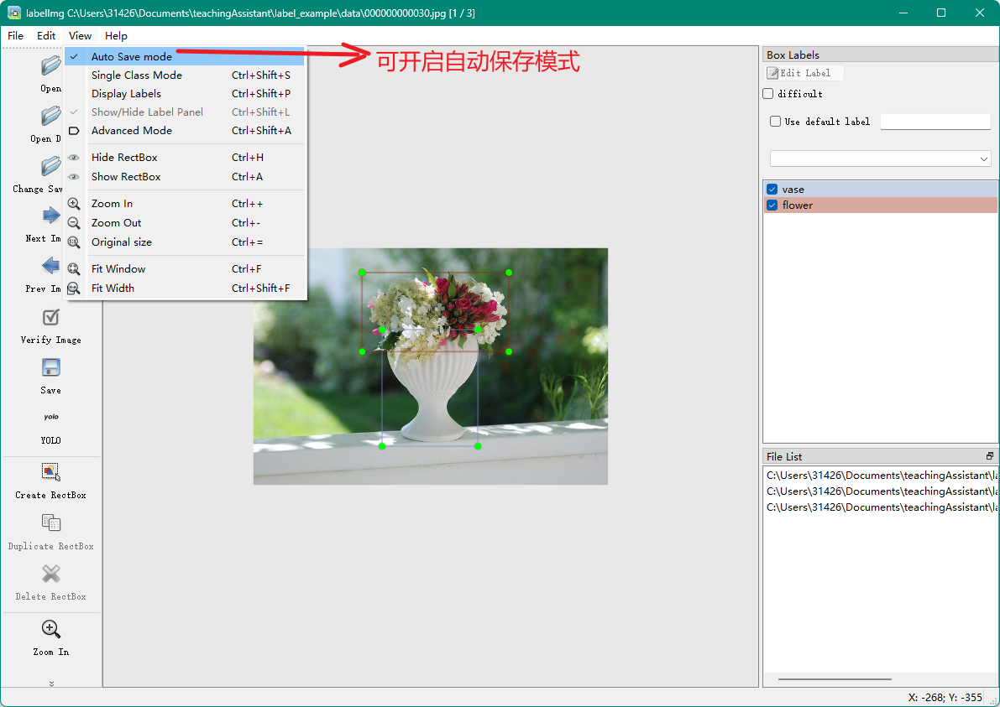 labelImg C:\Users\31426\Documents\teachingAssistant\label_example\data\000000000030.jpg [1 / 3]
File Edit View Help
Auto Save mode
可开启自动保存模式
Single Class Mode Ctrl+Shift+S
Display Labels Ctrl+Shift+P
Show/Hide Label Panel Ctrl+Shift+L
Advanced Mode Ctrl+Shift+A
Hide RectBox Ctrl+H
Show RectBox Ctrl+A
Zoom In Ctrl++
Zoom Out Ctrl+-
Original size Ctrl+=
Fit Window Ctrl+F
Fit Width Ctrl+Shift+F
Open
Open D
Change Sav
Next Im
Prev Im
Verify Image
Save
yolo
YOLO
Create RectBox
Duplicate RectBox
Delete RectBox
Zoom In
Box Labels
Edit Label
difficult
Use default label
vase
flower
File List
C:\Users\31426\Documents\teachingAssistant\la
C:\Users\31426\Documents\teachingAssistant\la
C:\Users\31426\Documents\teachingAssistant\la
X: -268; Y: -355